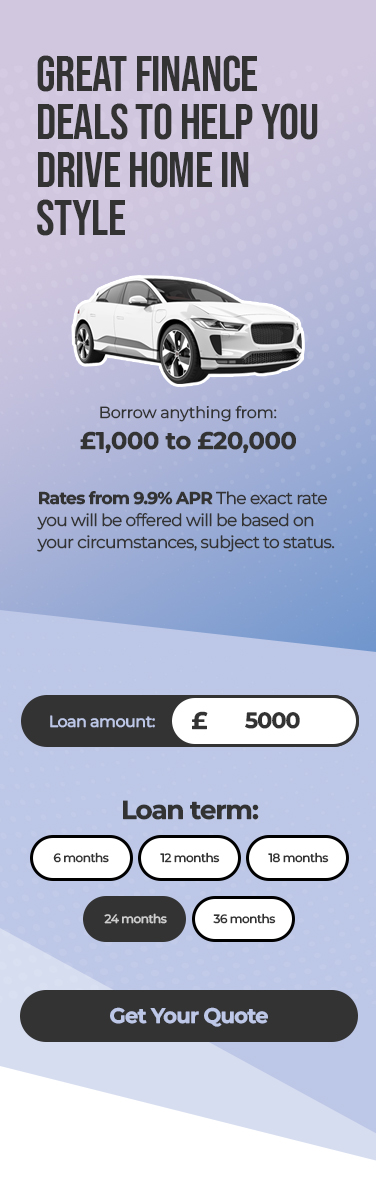 GREAT FINANCE
DEALS TO HELP YOU
DRIVE HOME IN
STYLE
Borrow anything from:
£1,000 to £20,000
Rates from 9.9% APR The exact rate
you will be offered will be based on
your circumstances, subject to status.
Loan amount: £ 5000
Loan term:
6 months 12 months 18 months
24 months 36 months
Get Your Quote